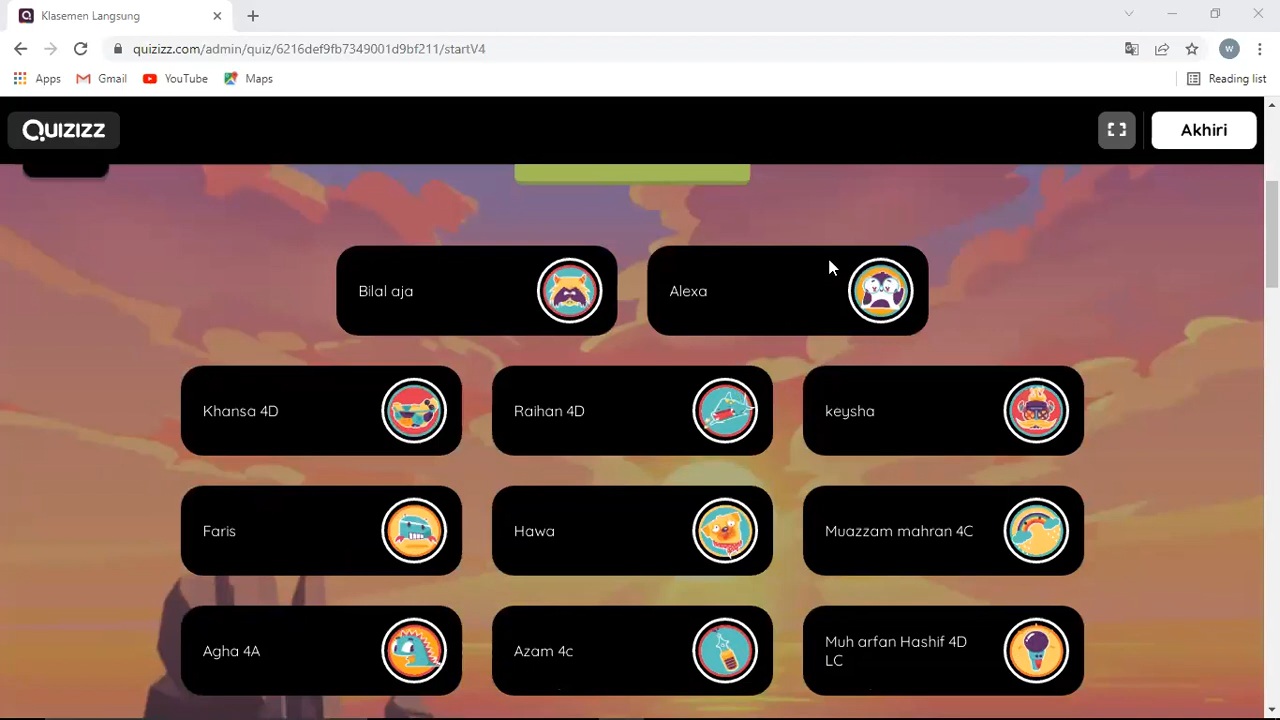 Klasemen Langsung
quizizz.com/admin/quiz/6216def9fb7349001d9bf211/startV4
W
Apps
Gmail
YouTube
Maps
Reading list
Quizizz
Akhiri
Bilal aja
Alexa
Khansa 4D
Raihan 4D
keysha
Faris
Hawa
Muazzam mahran 4C
Agha 4A
Azam 4c
Muh arfan Hashif 4D
LC